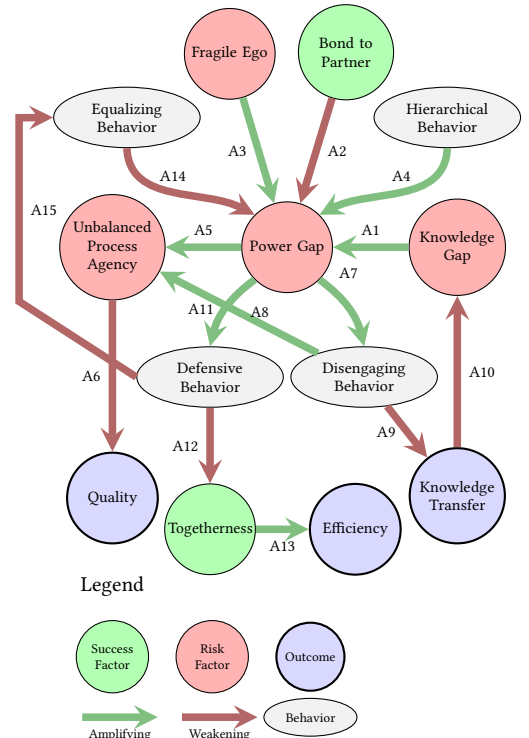 Fragile Ego
Bond to
Partner
Equalizing
Behavior
Hierarchical
Behavior
A3
A2
A4
A14
A15
Unbalanced
Process
Agency
A5
Power Gap
A1
Knowledge
Gap
A7
A11
A8
A6
Defensive
Behavior
Disengaging
Behavior
A10
A9
A12
Quality
Togetherness
A13
Efficiency
Knowledge
Transfer
Legend
Success
Factor
Risk
Factor
Outcome
Amplifying
Weakening
Behavior